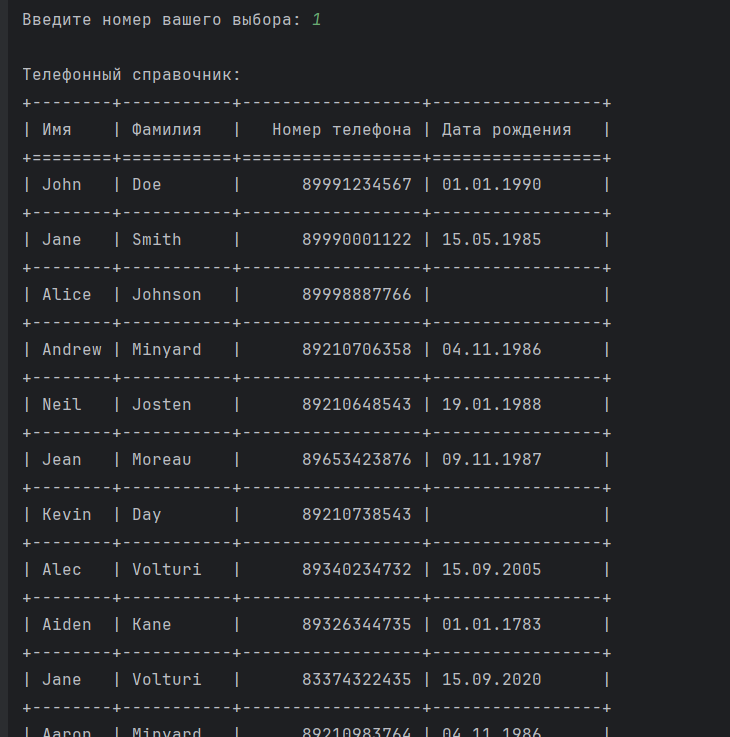 Введите номер вашего выбора: 1
Телефонный справочник:
+--------+-----------+------------------+-----------------+
| Имя    | Фамилия   |   Номер телефона | Дата рождения   |
+========+===========+==================+=================+
| John   | Doe       |      89991234567 | 01.01.1990      |
+--------+-----------+------------------+-----------------+
| Jane   | Smith     |      89990001122 | 15.05.1985      |
+--------+-----------+------------------+-----------------+
| Alice  | Johnson   |      89998887766 |                 |
+--------+-----------+------------------+-----------------+
| Andrew | Minyard   |      89210706358 | 04.11.1986      |
+--------+-----------+------------------+-----------------+
| Neil   | Josten    |      89210648543 | 19.01.1988      |
+--------+-----------+------------------+-----------------+
| Jean   | Moreau    |      89653423876 | 09.11.1987      |
+--------+-----------+------------------+-----------------+
| Kevin  | Day       |      89210738543 |                 |
+--------+-----------+------------------+-----------------+
| Alec   | Volturi   |      89340234732 | 15.09.2005      |
+--------+-----------+------------------+-----------------+
| Aiden  | Kane      |      89326344735 | 01.01.1783      |
+--------+-----------+------------------+-----------------+
| Jane   | Volturi   |      83374322435 | 15.09.2020      |
+--------+-----------+------------------+-----------------+
| Aaron  | Minyard   |      89210983764 | 04.11.1986      |